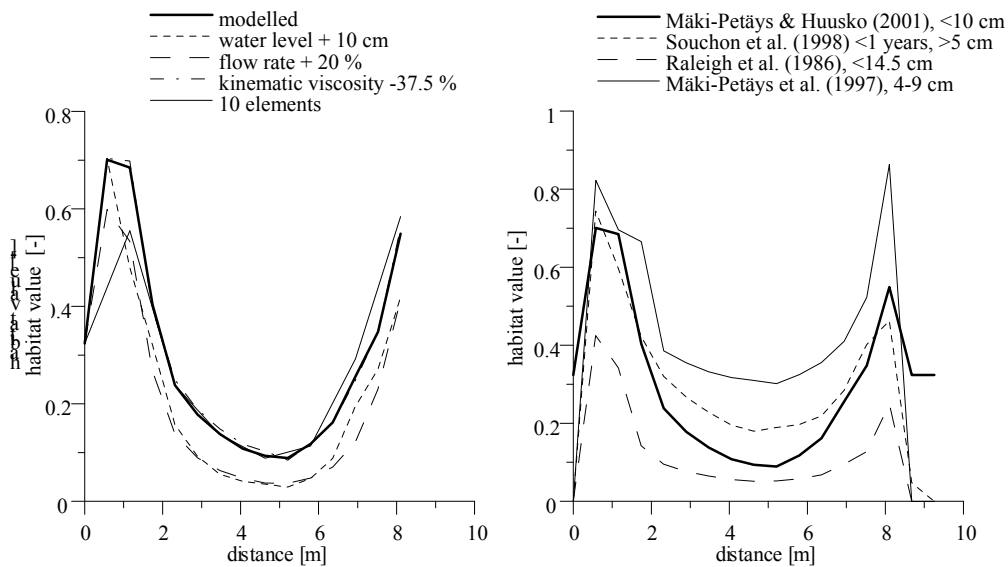 modelled
water level + 10 cm
flow rate + 20 %
kinematic viscosity -37.5 %
10 elements
0.8
0.6
0.4
0.2
0
habitat value [-]
0 2 4 6 8 10
distance [m]
Mäki-Petäys & Huusko (2001), <10 cm
Souchon et al. (1998) <1 years, >5 cm
Raleigh et al. (1986), <14.5 cm
Mäki-Petäys et al. (1997), 4-9 cm
1
0.8
0.6
0.4
0.2
0
habitat value [-]
0 2 4 6 8 10
distance [m]